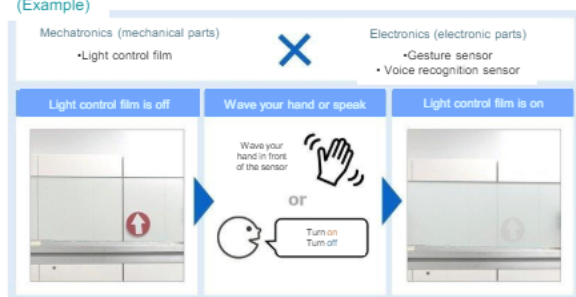 (Example)
Mechatronics (mechanical parts)
•Light control film
Electronics (electronic parts)
•Gesture sensor
• Voice recognition sensor
Light control film is off
Wave your hand or speak
Light control film is on
Wave your
hand in front
of the sensor
or
Turn on
Turn off